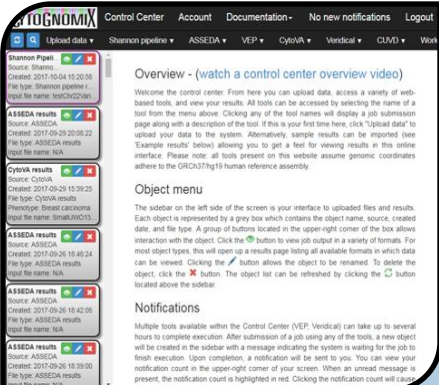 CYTOGNOMIX Control Center Account Documentation No new notifications Logout
Upload data Shannon pipeline ASSEDA VEP CytoVA Veridical CUVD Work
Shannon Pipeli...
Source: Shanno...
Created: 2017-10-04 15:20:58
File type: Shannon pipeline r...
Input file name: testChr22Vari...
ASSEDA results
Source: ASSEDA
Created: 2017-09-29 20:08:22
File type: ASSEDA results
Input file name: N/A
CytoVA results
Source: CytoVA
Created: 2017-09-29 15:39:25
File type: CytoVA results
Phenotype: Breast carcinoma
Input file name: SmallUWO13...
ASSEDA results
Source: ASSEDA
Created: 2017-09-26 18:40:24
File type: ASSEDA results
Input file name: N/A
ASSEDA results
Source: ASSEDA
Created: 2017-09-26 18:42:08
File type: ASSEDA results
Input file name: N/A
ASSEDA results
Source: ASSEDA
Created: 2017-09-26 18:39:00
File type: ASSEDA results
Input file name: N/A
Overview - (watch a control center overview video)
Welcome the control center. From here you can upload data, access a variety of web-
based tools, and view your results. All tools can be accessed by selecting the name of a
tool from the menu above. Clicking any of the tool names will display a job submission
page along with a description of the tool. If this is your first time here, click "Upload data" to
upload your data to the system. Alternatively, sample results can be imported (see
'Example results' below) allowing you to get a feel for viewing results in this online
interface. Please note: all tools present on this website assume genomic coordinates
adhere to the GRCh37/hg19 human reference assembly.
Object menu
The sidebar on the left side of the screen is your interface to uploaded files and results.
Each object is represented by a grey box which contains the object name, source, created
date, and file type. A group of buttons located in the upper-right corner of the box allows
interaction with the object. Click the button to view job output in a variety of formats. For
most object types, this will open up a results page listing all available formats in which data
can be viewed. Clicking the button allows the object to be renamed. To delete the
object, click the button. The object list can be refreshed by clicking the button
located above the sidebar.
Notifications
Multiple tools available within the Control Center (VEP, Veridical) can take up to several
hours to complete execution. After submission of a job using any of the tools, a new object
will be created in the sidebar with a message indicating the system is waiting for the job to
finish execution. Upon completion, a notification will be sent to you. You can view your
notification count in the upper-right corner of your screen. When an unread message is
present, the notification count is highlighted in red. Clicking the notification count will cause